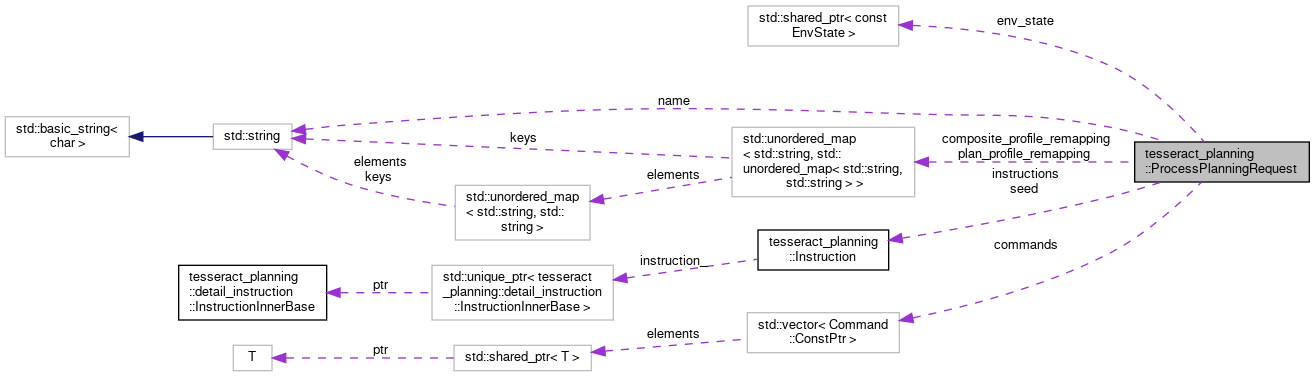 std::shared_ptr< const
EnvState >
env_state
name
std::basic_string<
char >
std::string
keys
std::unordered_map
< std::string, std::
unordered_map< std::string,
std::string > >
composite_profile_remapping
plan_profile_remapping
tesseract_planning
::ProcessPlanningRequest
elements
keys
elements
std::unordered_map
< std::string, std::
string >
instructions
seed
tesseract_planning
::Instruction
commands
instruction_
tesseract_planning
::detail_instruction
::InstructionInnerBase
ptr
std::unique_ptr< tesseract
_planning::detail_instruction
::InstructionInnerBase >
std::vector< Command
::ConstPtr >
elements
T
ptr
std::shared_ptr< T >